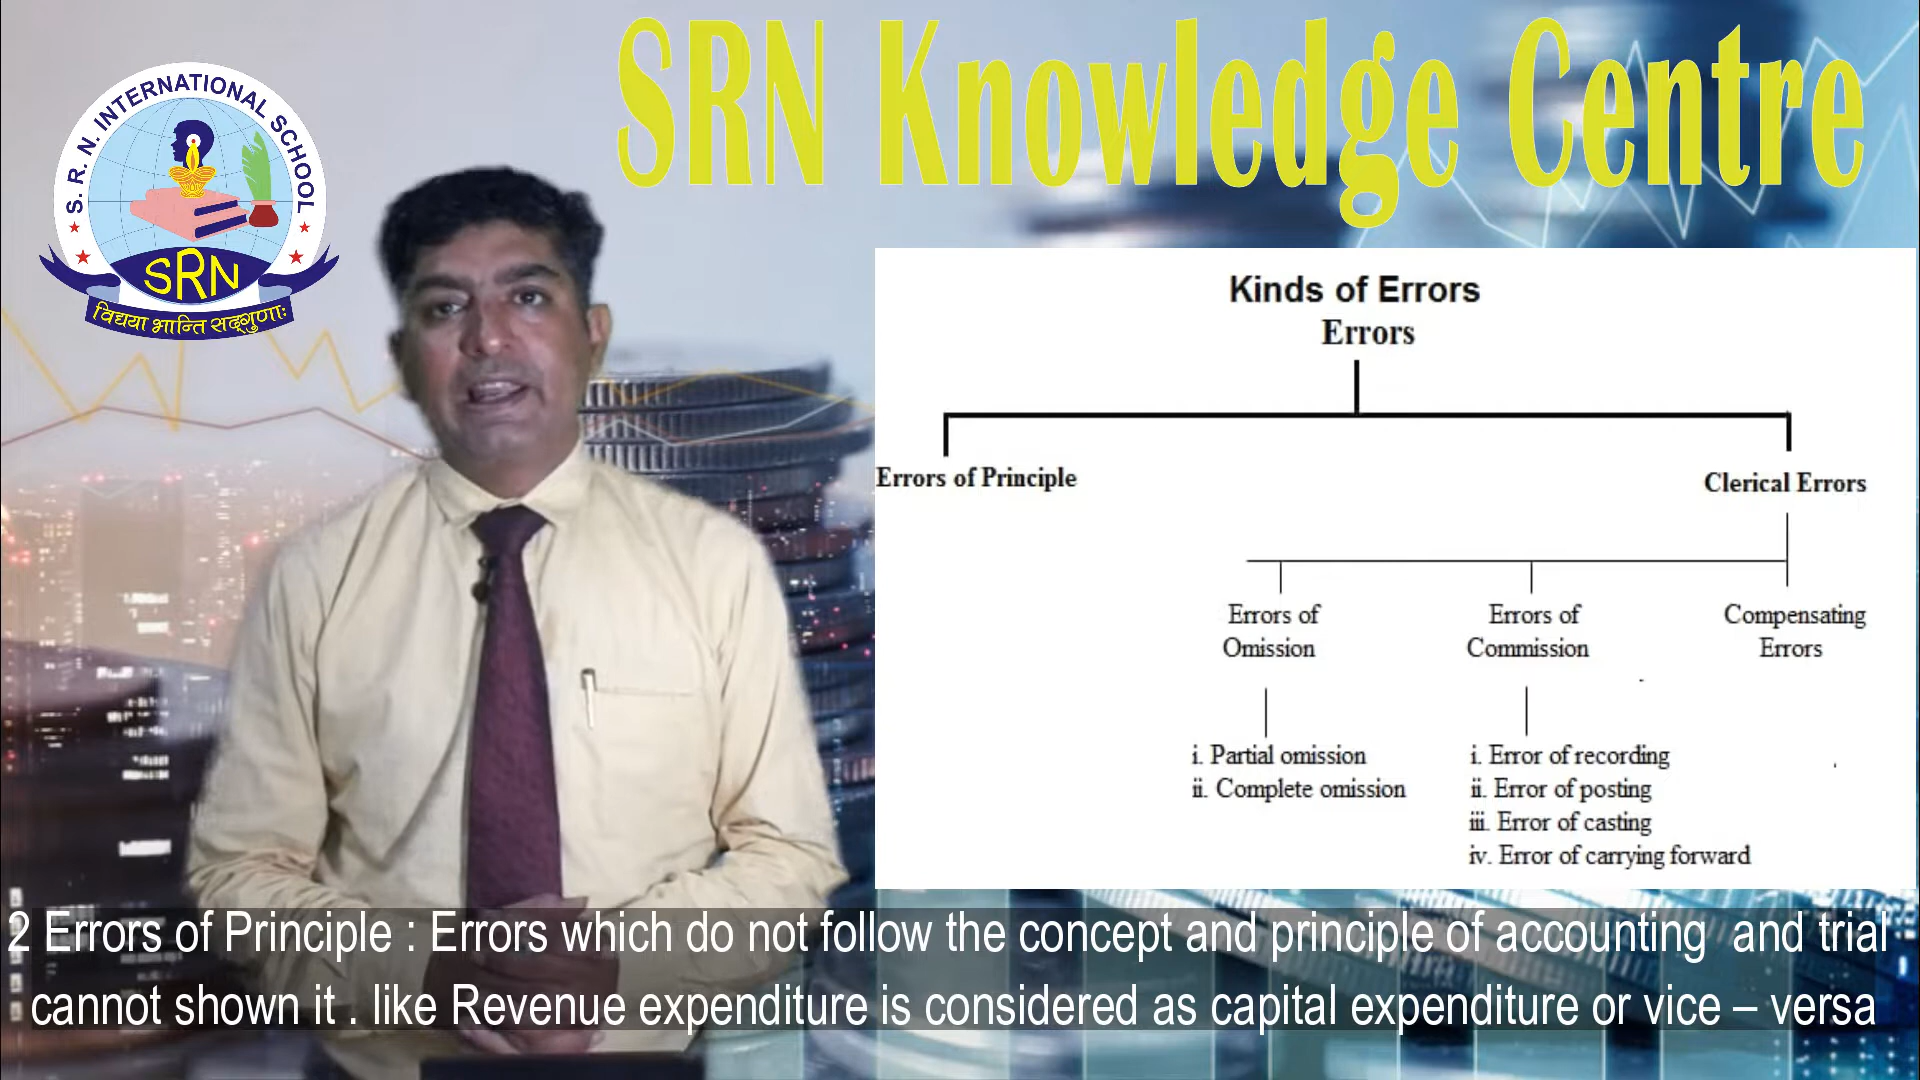 SRN Knowledge Centre
S. R. N. INTERNATIONAL SCHOOL
SRN
विद्यया भान्ति सद्गुणाः
Kinds of Errors
Errors
Errors of Principle
Clerical Errors
Errors of
Omission
Errors of
Commission
Compensating
Errors
i. Partial omission
ii. Complete omission
i. Error of recording
ii. Error of posting
iii. Error of casting
iv. Error of carrying forward
2 Errors of Principle : Errors which do not follow the concept and principle of accounting and trial
cannot shown it . like Revenue expenditure is considered as capital expenditure or vice – versa